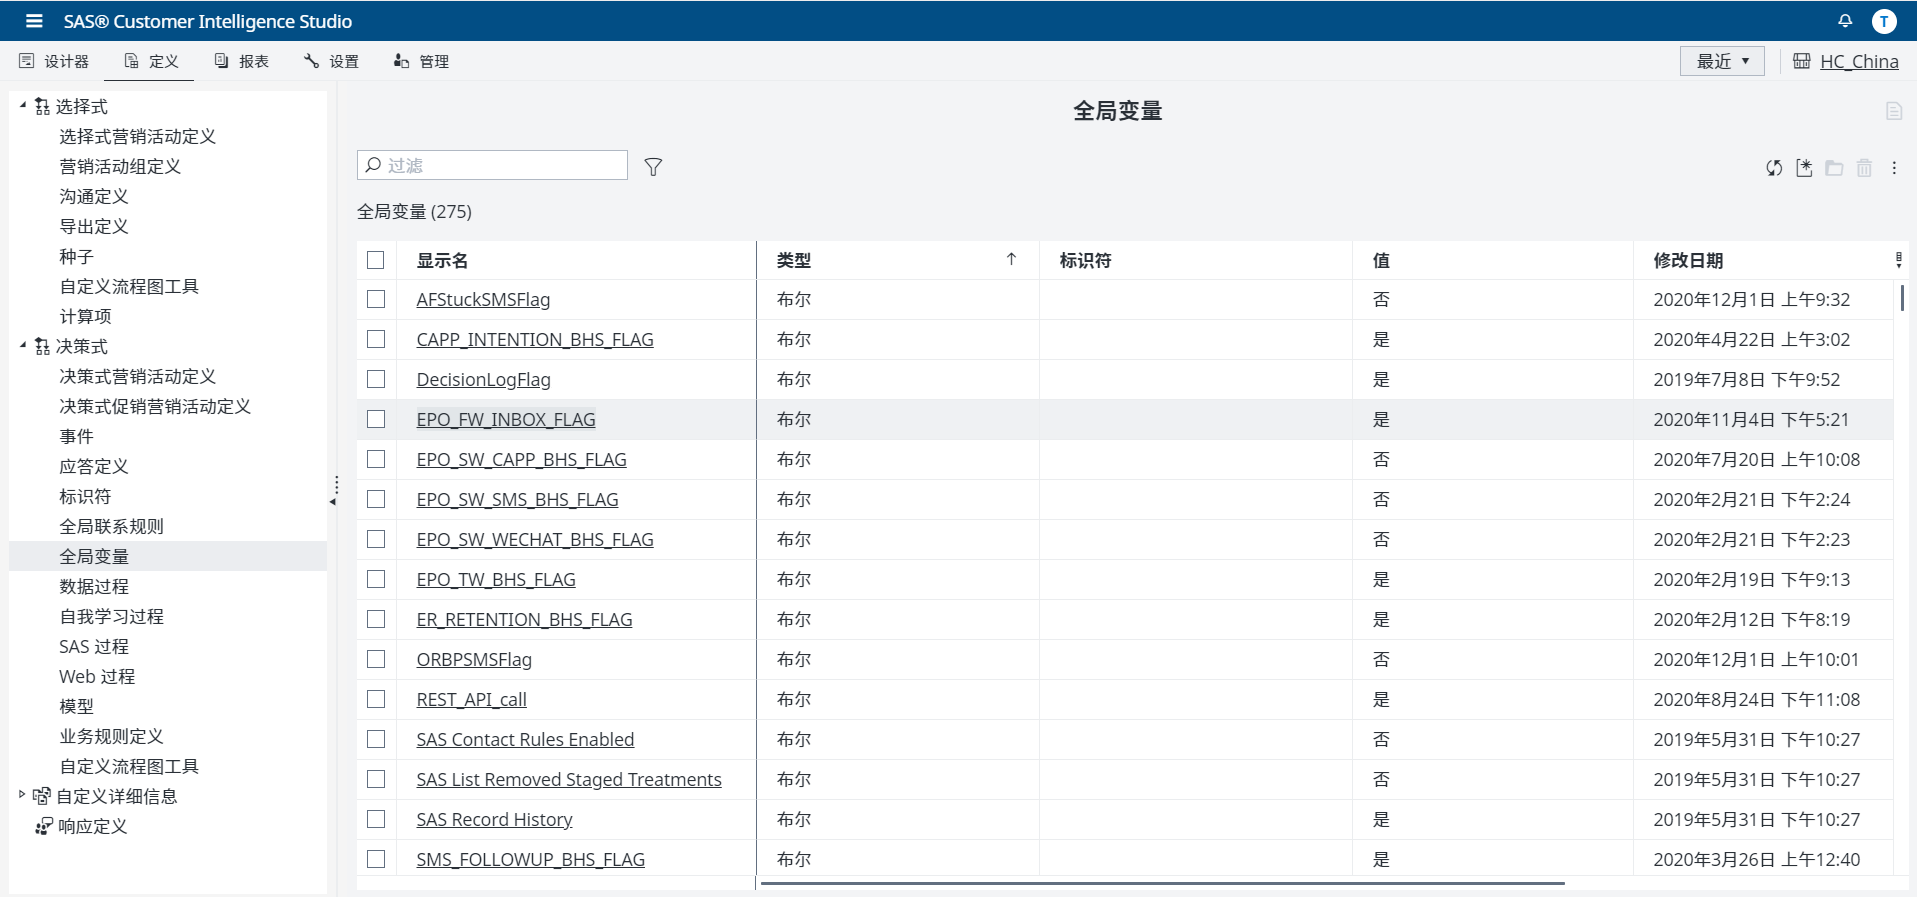 SAS® Customer Intelligence Studio
T
设计器 定义 报表 设置 管理 最近 HC_China
选择式
选择式营销活动定义
营销活动组定义
沟通定义
导出定义
种子
自定义流程图工具
计算项
决策式
决策式营销活动定义
决策式促销营销活动定义
事件
应答定义
标识符
全局联系规则
全局变量
数据过程
自我学习过程
SAS 过程
Web 过程
模型
业务规则定义
自定义流程图工具
自定义详细信息
响应定义
全局变量
过滤
全局变量 (275)
显示名 类型 标识符 值 修改日期
AFStuckSMSFlag 布尔 否 2020年12月1日 上午9:32
CAPP_INTENTION_BHS_FLAG 布尔 是 2020年4月22日 上午3:02
DecisionLogFlag 布尔 是 2019年7月8日 下午9:52
EPO_FW_INBOX_FLAG 布尔 是 2020年11月4日 下午5:21
EPO_SW_CAPP_BHS_FLAG 布尔 否 2020年7月20日 上午10:08
EPO_SW_SMS_BHS_FLAG 布尔 否 2020年2月21日 下午2:24
EPO_SW_WECHAT_BHS_FLAG 布尔 否 2020年2月21日 下午2:23
EPO_TW_BHS_FLAG 布尔 是 2020年2月19日 下午9:13
ER_RETENTION_BHS_FLAG 布尔 是 2020年2月12日 下午8:19
ORBPSMSFlag 布尔 否 2020年12月1日 上午10:01
REST_API_call 布尔 是 2020年8月24日 下午11:08
SAS Contact Rules Enabled 布尔 否 2019年5月31日 下午10:27
SAS List Removed Staged Treatments 布尔 否 2019年5月31日 下午10:27
SAS Record History 布尔 是 2019年5月31日 下午10:27
SMS_FOLLOWUP_BHS_FLAG 布尔 是 2020年3月26日 上午12:40